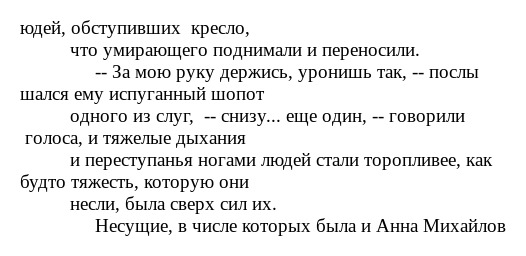 юдей, обступивших  кресло,
что умирающего поднимали и переносили.
-- За мою руку держись, уронишь так, -- послы
шался ему испуганный шопот
одного из слуг,  -- снизу... еще один, -- говорили
голоса, и тяжелые дыхания
и переступанья ногами людей стали торопливее, как
будто тяжесть, которую они
несли, была сверх сил их.
Несущие, в числе которых была и Анна Михайлов